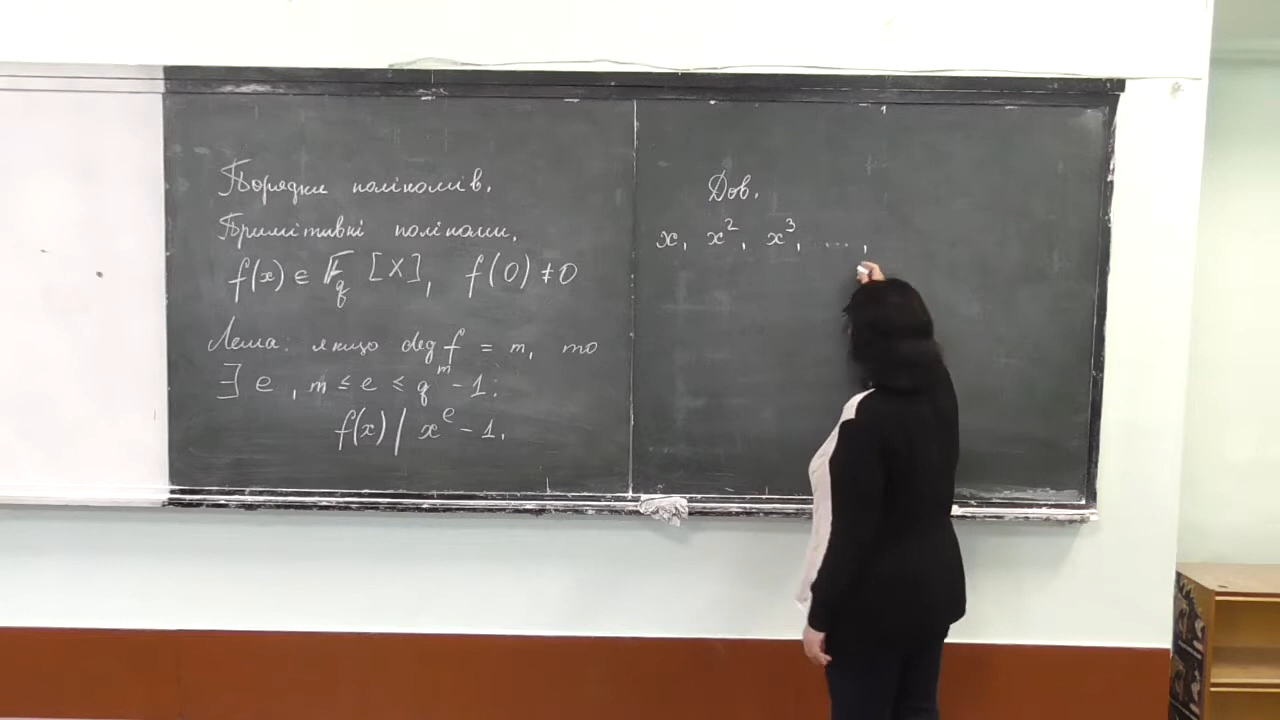 Порядки поліномів.
Примітивні поліноми.
f(x) ∈ F_q [X], f(0) ≠ 0
Лема: якщо deg f = m, то
∃ e, m ≤ e ≤ q^m - 1:
f(x) | x^e - 1.
Дов.
x, x^2, x^3, ...,